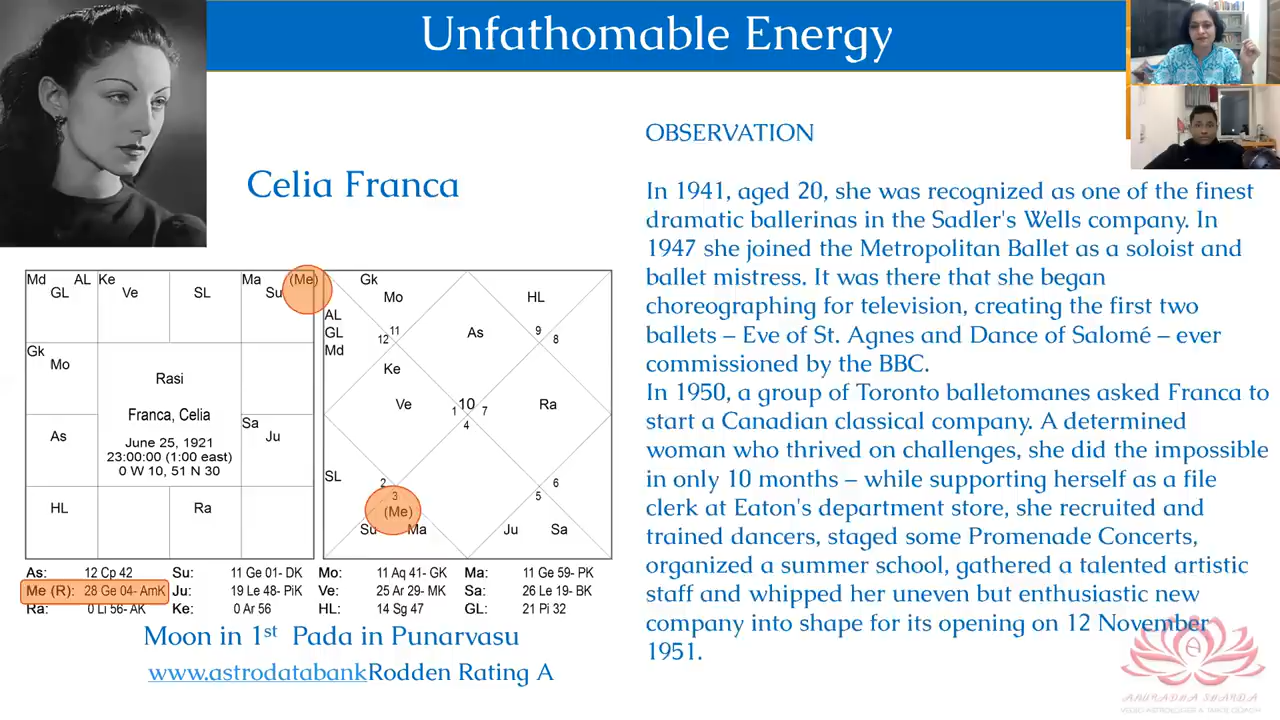 Unfathomable Energy
Celia Franca
OBSERVATION
In 1941, aged 20, she was recognized as one of the finest
dramatic ballerinas in the Sadler's Wells company. In
1947 she joined the Metropolitan Ballet as a soloist and
ballet mistress. It was there that she began
choreographing for television, creating the first two
ballets – Eve of St. Agnes and Dance of Salomé – ever
commissioned by the BBC.
In 1950, a group of Toronto balletomanes asked Franca to
start a Canadian classical company. A determined
woman who thrived on challenges, she did the impossible
in only 10 months – while supporting herself as a file
clerk at Eaton's department store, she recruited and
trained dancers, staged some Promenade Concerts,
organized a summer school, gathered a talented artistic
staff and whipped her uneven but enthusiastic new
company into shape for its opening on 12 November
1951.
Md AL Ke Ma (Me)
GL Ve SL Su
Gk
Mo
Rasi
Franca, Celia
June 25, 1921
23:00:00 (1:00 east)
0 W 10, 51 N 30
As
Sa
Ju
HL Ra
Gk
Mo HL
AL
GL
Md
As
11 12 9 8
Ke
Ve
10
1 7
4
Ra
SL
2 3 6 5
(Me)
Su Ma Ju Sa
As: 12 Cp 42 Su: 11 Ge 01- DK Mo: 11 Aq 41- GK Ma: 11 Ge 59- PK
Me (R): 28 Ge 04- AmK Ju: 19 Le 48- PiK Ve: 25 Ar 29- MK Sa: 26 Le 19- BK
Ra: 0 Li 56- AK Ke: 0 Ar 56 HL: 14 Sg 47 GL: 21 Pi 32
Moon in 1st Pada in Punarvasu
www.astrodatabankRodden Rating A
A